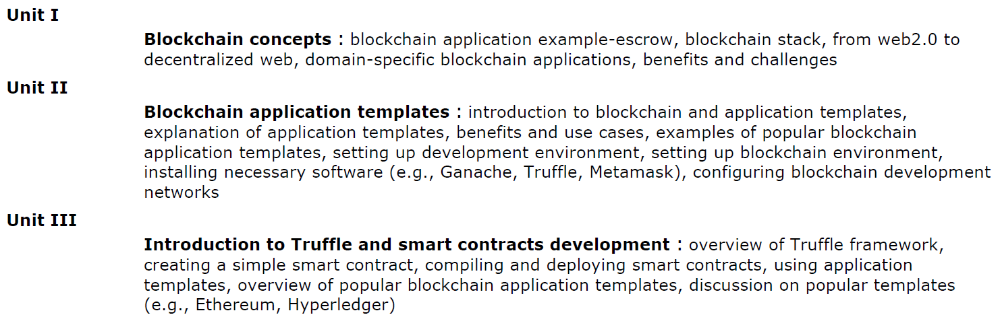 Unit I
Blockchain concepts : blockchain application example-escrow, blockchain stack, from web2.0 to
decentralized web, domain-specific blockchain applications, benefits and challenges
Unit II
Blockchain application templates : introduction to blockchain and application templates,
explanation of application templates, benefits and use cases, examples of popular blockchain
application templates, setting up development environment, setting up blockchain environment,
installing necessary software (e.g., Ganache, Truffle, Metamask), configuring blockchain development
networks
Unit III
Introduction to Truffle and smart contracts development : overview of Truffle framework,
creating a simple smart contract, compiling and deploying smart contracts, using application
templates, overview of popular blockchain application templates, discussion on popular templates
(e.g., Ethereum, Hyperledger)